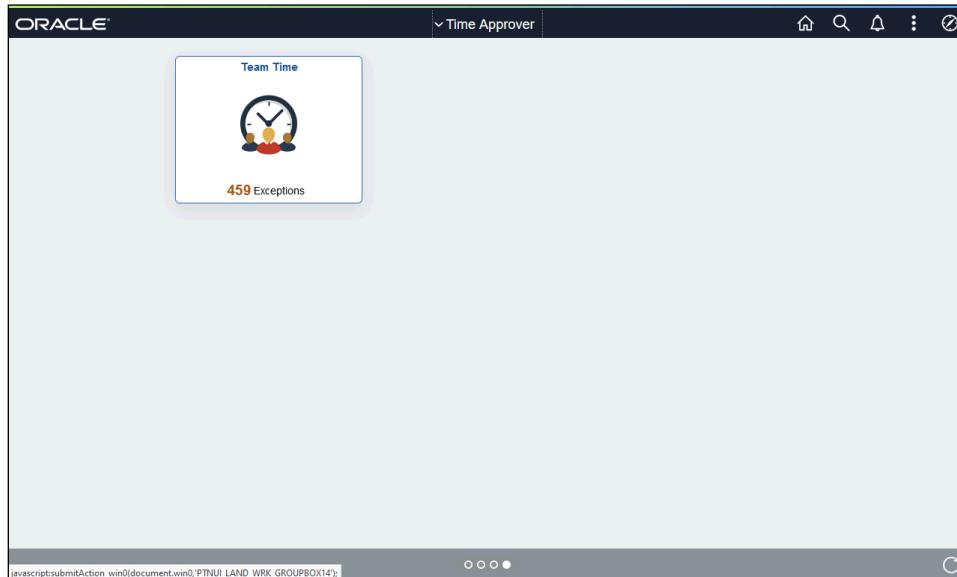 ORACLE
Time Approver
Team Time
459 Exceptions
javascript:submitAction_win0(document.win0,'PTNUI_LAND_WRK_GROUPBOX14');